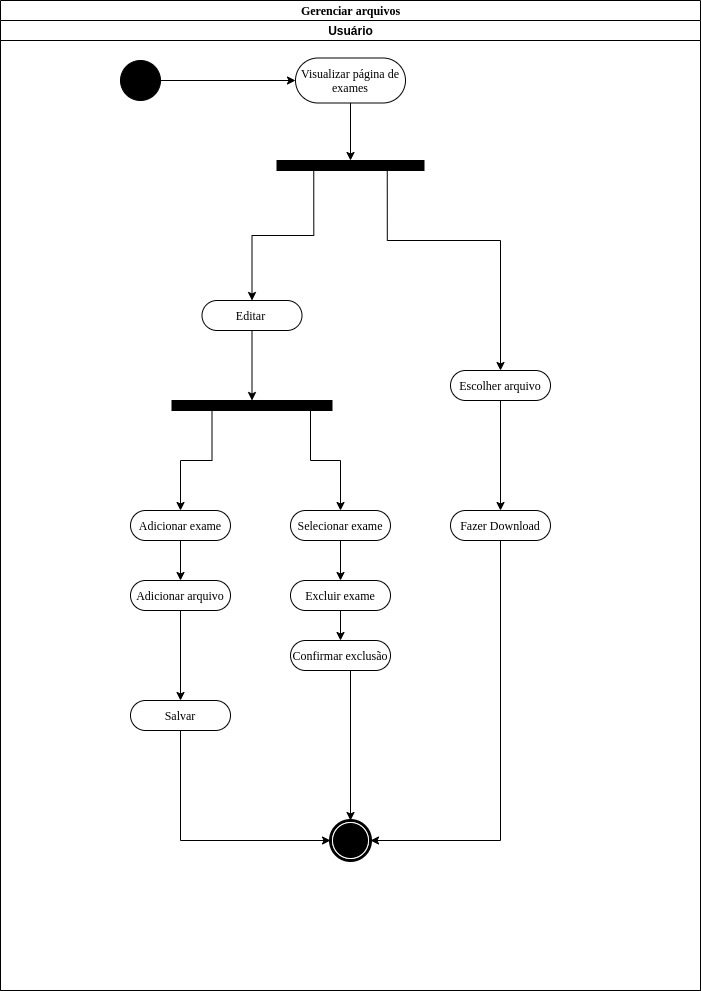 Gerenciar arquivos
Usuário
Visualizar página de
exames
Editar
Escolher arquivo
Adicionar exame
Selecionar exame
Fazer Download
Adicionar arquivo
Excluir exame
Confirmar exclusão
Salvar